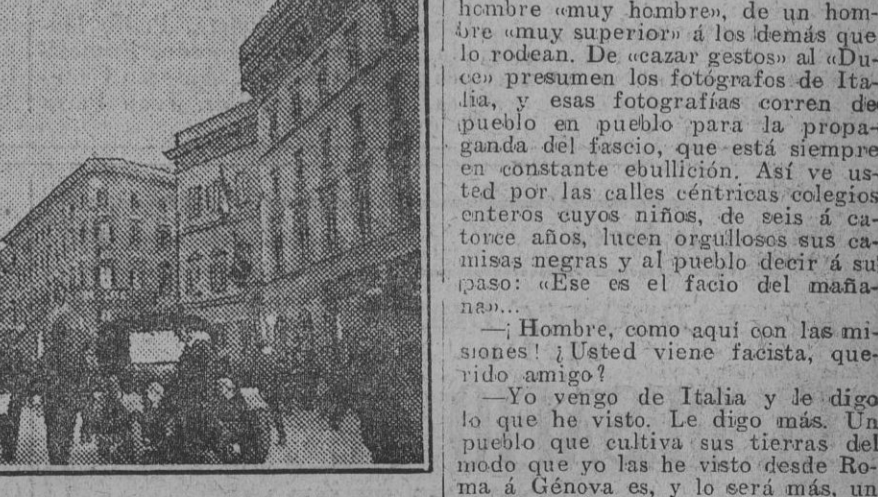 hombre «muy hombre», de un hom-
bre «muy superior» á los demás que
lo rodean. De «cazar gestos» al «Du-
ce» presumen los fotógrafos de Ita-
lia, y esas fotografías corren de
pueblo en pueblo para la propa-
ganda del fascio, que está siempre
en constante ebullición. Así ve us-
ted por las calles céntricas colegios
enteros cuyos niños, de seis á ca-
torce años, lucen orgullosos sus ca-
misas negras y al pueblo decir á su
paso: «Ese es el facio del maña-
na»...
—¡Hombre, como aquí con las mi-
siones! ¿Usted viene facista, que-
rido amigo?
—Yo vengo de Italia y le digo
lo que he visto. Le digo más. Un
pueblo que cultiva sus tierras del
modo que yo las he visto desde Ro-
ma á Génova es, y lo será más, un